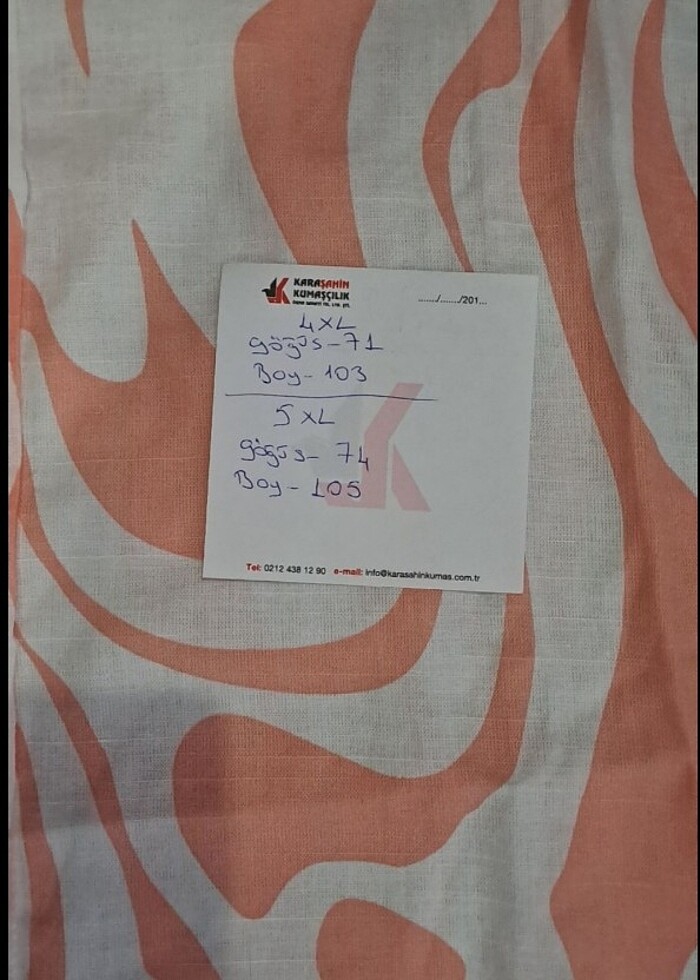 KARAŞAHİN
KUMAŞÇILIK
......./......./201...
4XL
göğüs-71
Boy-103
5XL
göğüs-74
Boy-105
Tel: 0212 438 12 90 e-mail: info@karasahinkumas.com.tr